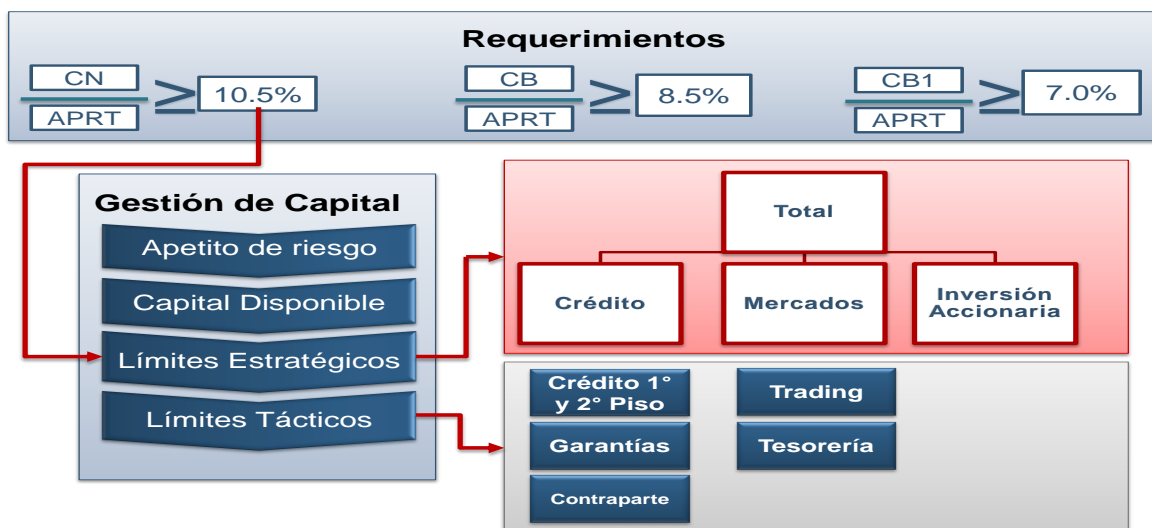 Requerimientos
CN
APRT
≥
10.5%
CB
APRT
≥
8.5%
CB1
APRT
≥
7.0%
Gestión de Capital
Apetito de riesgo
Capital Disponible
Límites Estratégicos
Límites Tácticos
Total
Crédito
Mercados
Inversión
Accionaria
Crédito 1°
y 2° Piso
Trading
Garantías
Tesorería
Contraparte